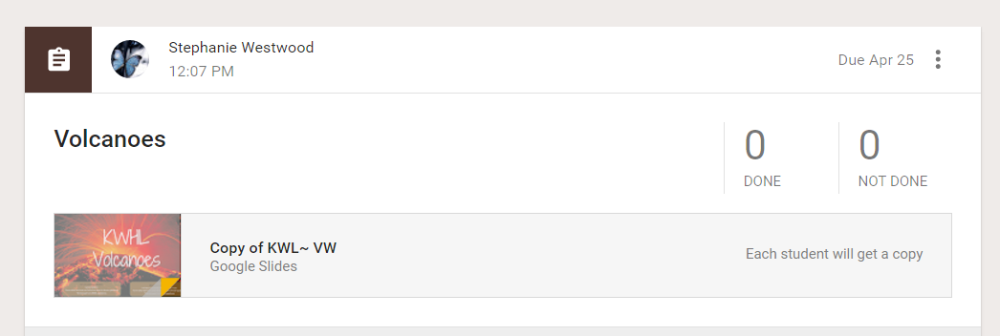 Stephanie Westwood
12:07 PM
Due Apr 25
Volcanoes
0
DONE
0
NOT DONE
KWHL
Volcanoes
Copy of KWL~ VW
Google Slides
Each student will get a copy